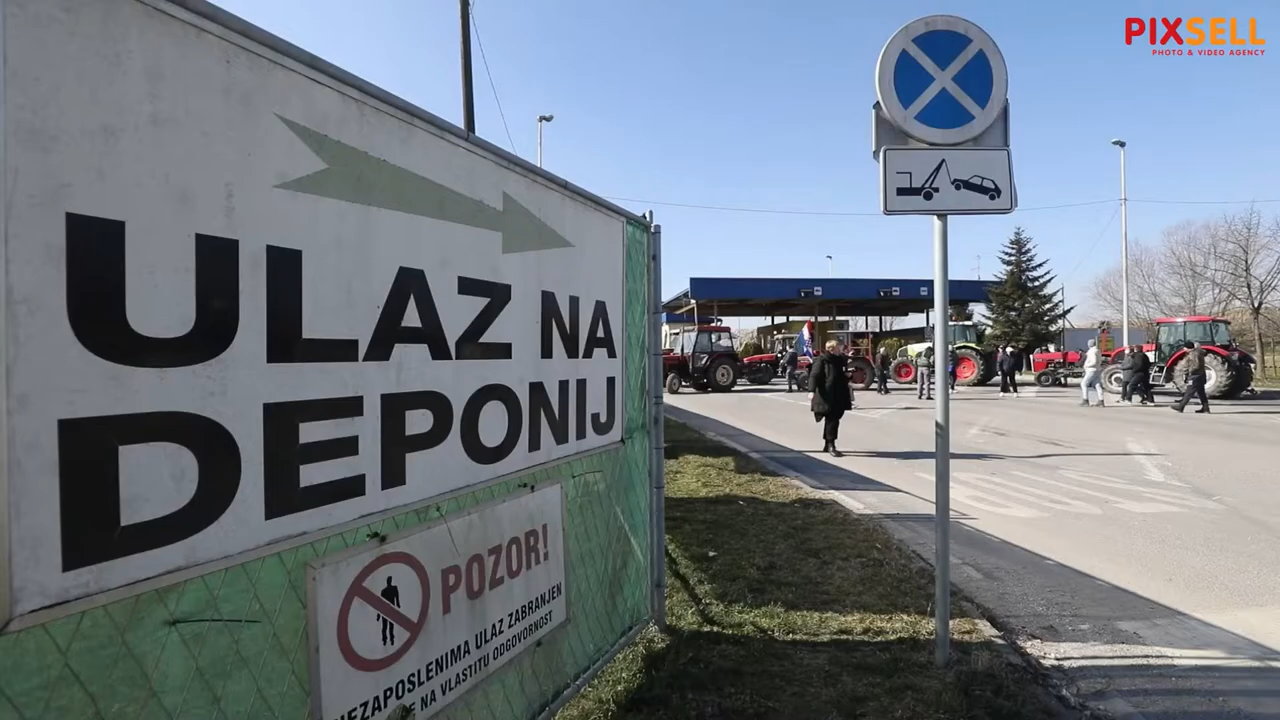 PIXSELL
PHOTO & VIDEO AGENCY
ULAZ NA
DEPONIJ
POZOR!
NEZAPOSLENIMA ULAZ ZABRANJEN
NA VLASTITU ODGOVORNOST